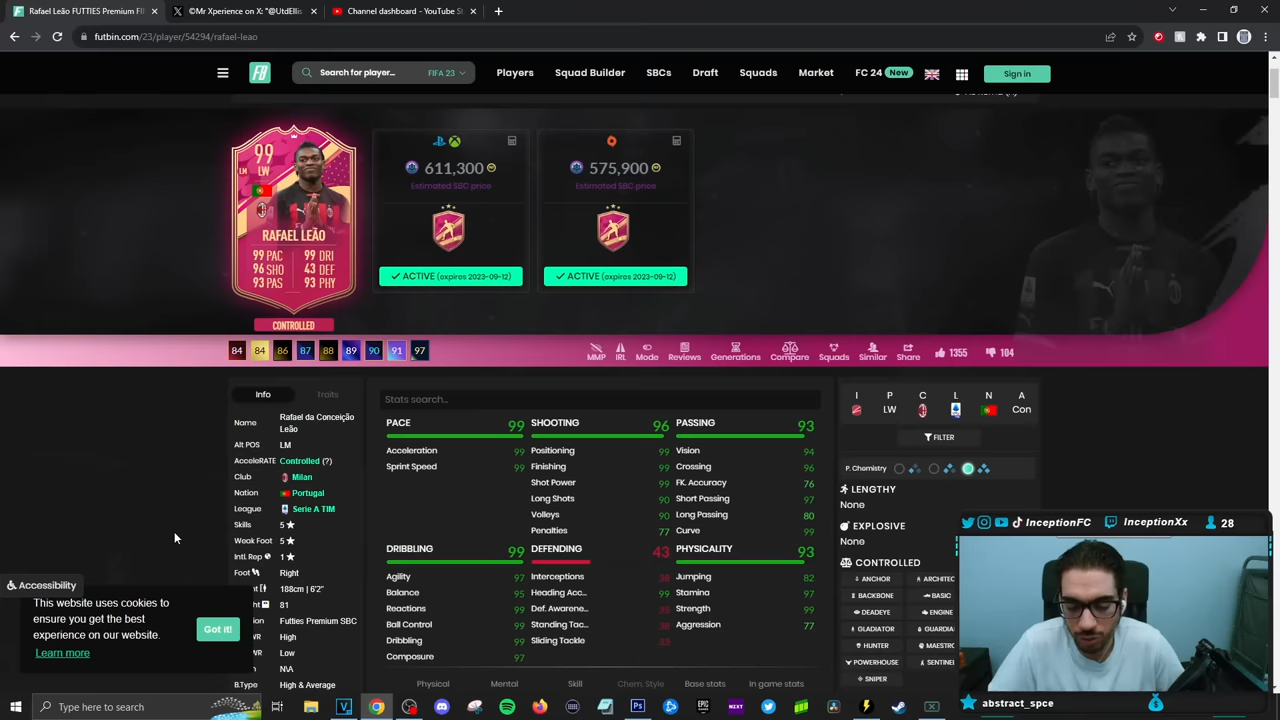 Rafael Leão FUTTIES Premium FI
©Mr Xperience on X: "@UtdEllis
Channel dashboard - YouTube St
futbin.com/23/player/54294/rafael-leao
Search for player...
FIFA 23
Players
Squad Builder
SBCs
Draft
Squads
Market
FC 24
New
Sign in
99
LM
LW
RAFAEL LEÃO
99 PAC 99 DRI
96 SHO 43 DEF
93 PAS 93 PHY
CONTROLLED
611,300
Estimated SBC price
ACTIVE (expires 2023-09-12)
575,900
Estimated SBC price
ACTIVE (expires 2023-09-12)
84 84 86 87 88 89 90 91 97
MMP IRL Mode Reviews Generations Compare Squads Similar Share 1355 104
Info Traits
Name Rafael da Conceição Leão
Alt POS LM
AcceleRATE Controlled (?)
Club Milan
Nation Portugal
League Serie A TIM
Skills 5
Weak Foot 5
Intl. Rep 1
Foot Right
188cm | 6'2"
81
Futties Premium SBC
High
Low
N\A
B.Type High & Average
Stats search...
PACE 99
Acceleration 99
Sprint Speed 99
SHOOTING 96
Positioning 99
Finishing 99
Shot Power 99
Long Shots 90
Volleys 90
Penalties 77
PASSING 93
Vision 94
Crossing 96
FK. Accuracy 76
Short Passing 97
Long Passing 80
Curve 99
DRIBBLING 99
Agility 97
Balance 95
Reactions 99
Ball Control 99
Dribbling 99
Composure 97
DEFENDING 43
Interceptions
Heading Acc... 99
Def. Awarene...
Standing Tac...
Sliding Tackle
PHYSICALITY 93
Jumping 82
Stamina 97
Strength 99
Aggression 77
Physical Mental Skill Chem. Style Base stats In game stats
I P C L N A
LW Con
FILTER
P. Chemistry
LENGTHY
None
EXPLOSIVE
None
CONTROLLED
ANCHOR ARCHITEC
BACKBONE BASIC
DEADEYE ENGINE
GLADIATOR GUARDIA
HUNTER MAESTRO
POWERHOUSE SENTINEL
SNIPER
Accessibility
This website uses cookies to
ensure you get the best
experience on our website.
Learn more
Got it!
InceptionFC
InceptionXx
28
abstract_spce
Type here to search